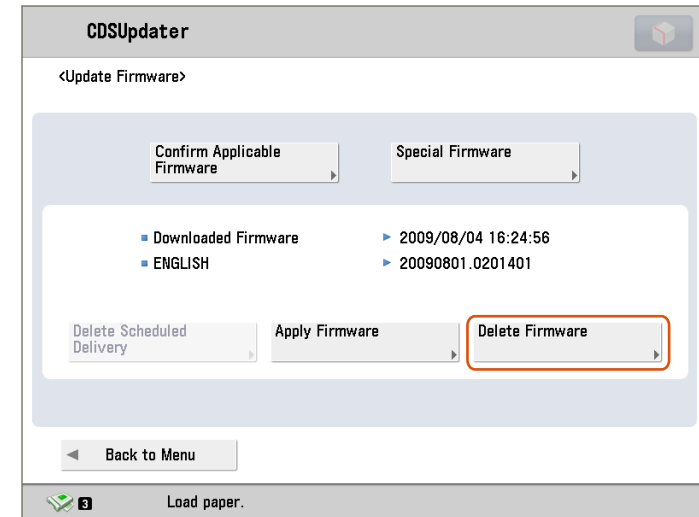 CDSUpdater
<Update Firmware>
Confirm Applicable
Firmware
Special Firmware
Downloaded Firmware
2009/08/04 16:24:56
ENGLISH
20090801.0201401
Delete Scheduled
Delivery
Apply Firmware
Delete Firmware
Back to Menu
3
Load paper.